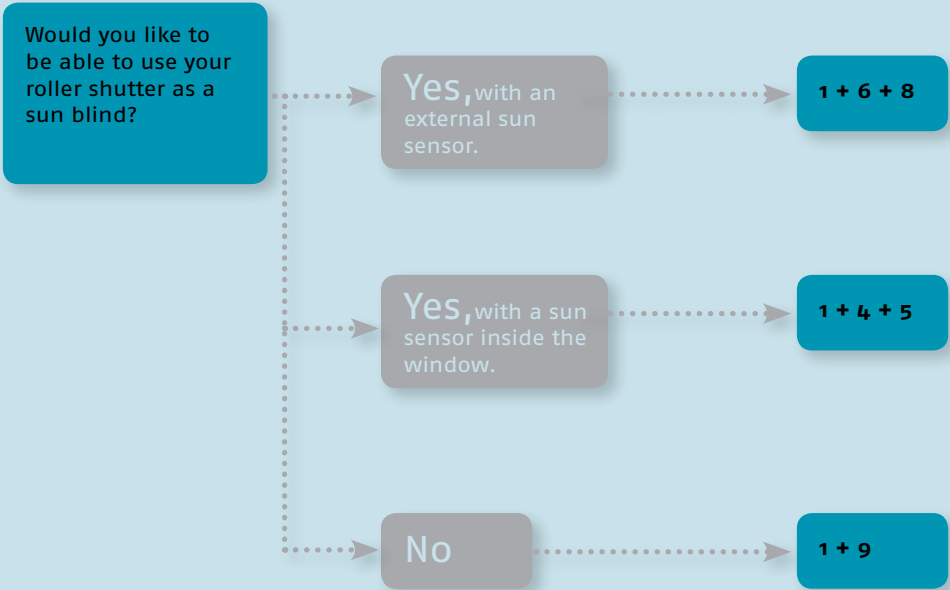 Would you like to
be able to use your
roller shutter as a
sun blind?
Yes, with an
external sun
sensor.
1 + 6 + 8
Yes, with a sun
sensor inside the
window.
1 + 4 + 5
No
1 + 9